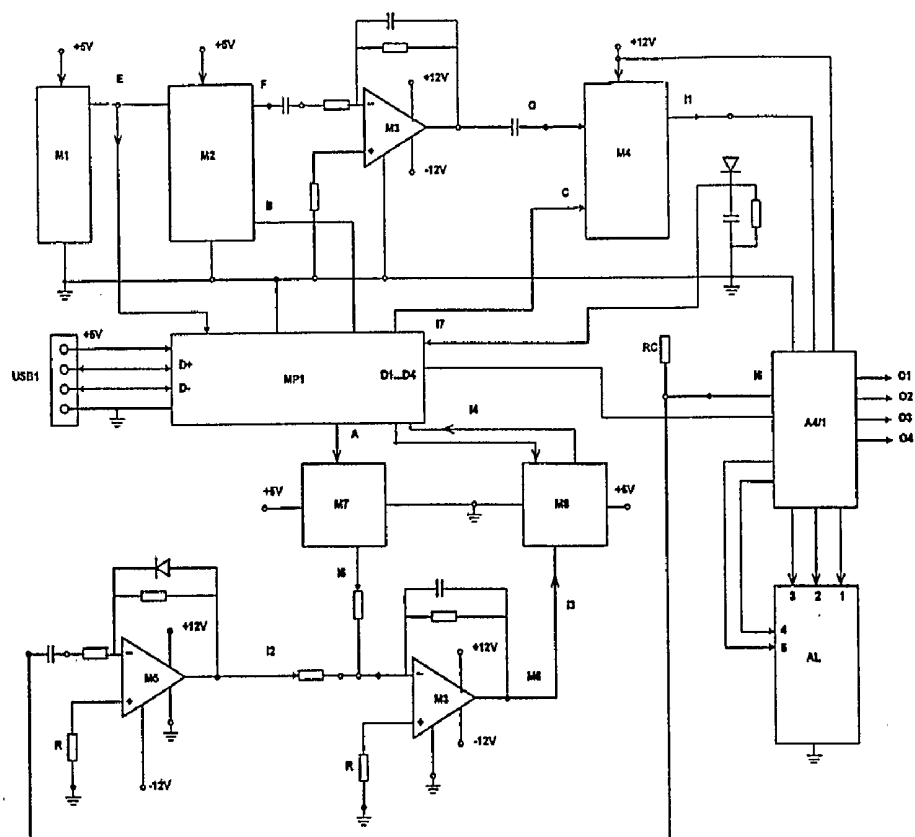 +5V
+5V
+12V
E
F
+12V
G
I1
M1
M2
M3
M4
-12V
B
C
I7
+5V
RC
I6
USB1
D+
D-
MP1
D1...D4
A4/1
O1
O2
O3
O4
I4
A
+5V
M7
M8
+5V
I5
I3
3
2
1
+12V
I2
4
5
AL
M5
+12V
M6
M3
R
-12V
-12V
R